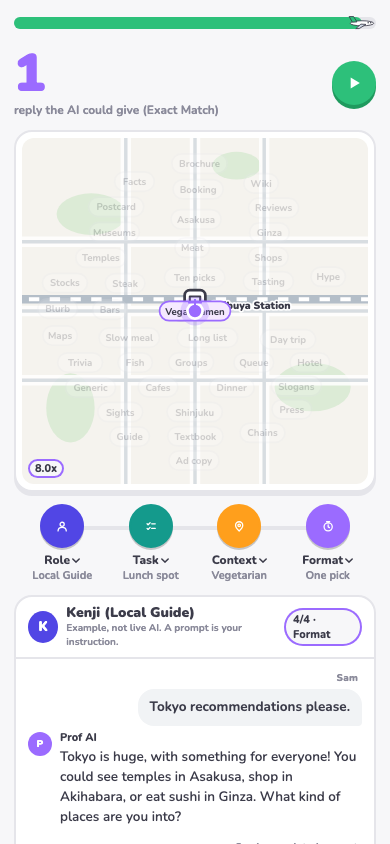 1
reply the AI could give (Exact Match)
Brochure
Facts
Booking
Wiki
Postcard
Reviews
Asakusa
Museums
Ginza
Meat
Temples
Shops
Ten picks
Hype
Stocks
Steak
Tasting
buya Station
Vega men
Blurb
Bars
Maps
Slow meal
Long list
Day trip
Trivia
Fish
Groups
Queue
Hotel
Generic
Cafes
Dinner
Slogans
Sights
Shinjuku
Press
Guide
Textbook
Chains
Ad copy
8.0x
Role
Task
Context
Format
Local Guide
Lunch spot
Vegetarian
One pick
K
Kenji (Local Guide)
Example, not live AI. A prompt is your
instruction.
4/4 ·
Format
Sam
Tokyo recommendations please.
P
Prof AI
Tokyo is huge, with something for everyone! You
could see temples in Asakusa, shop in
Akihabara, or eat sushi in Ginza. What kind of
places are you into?